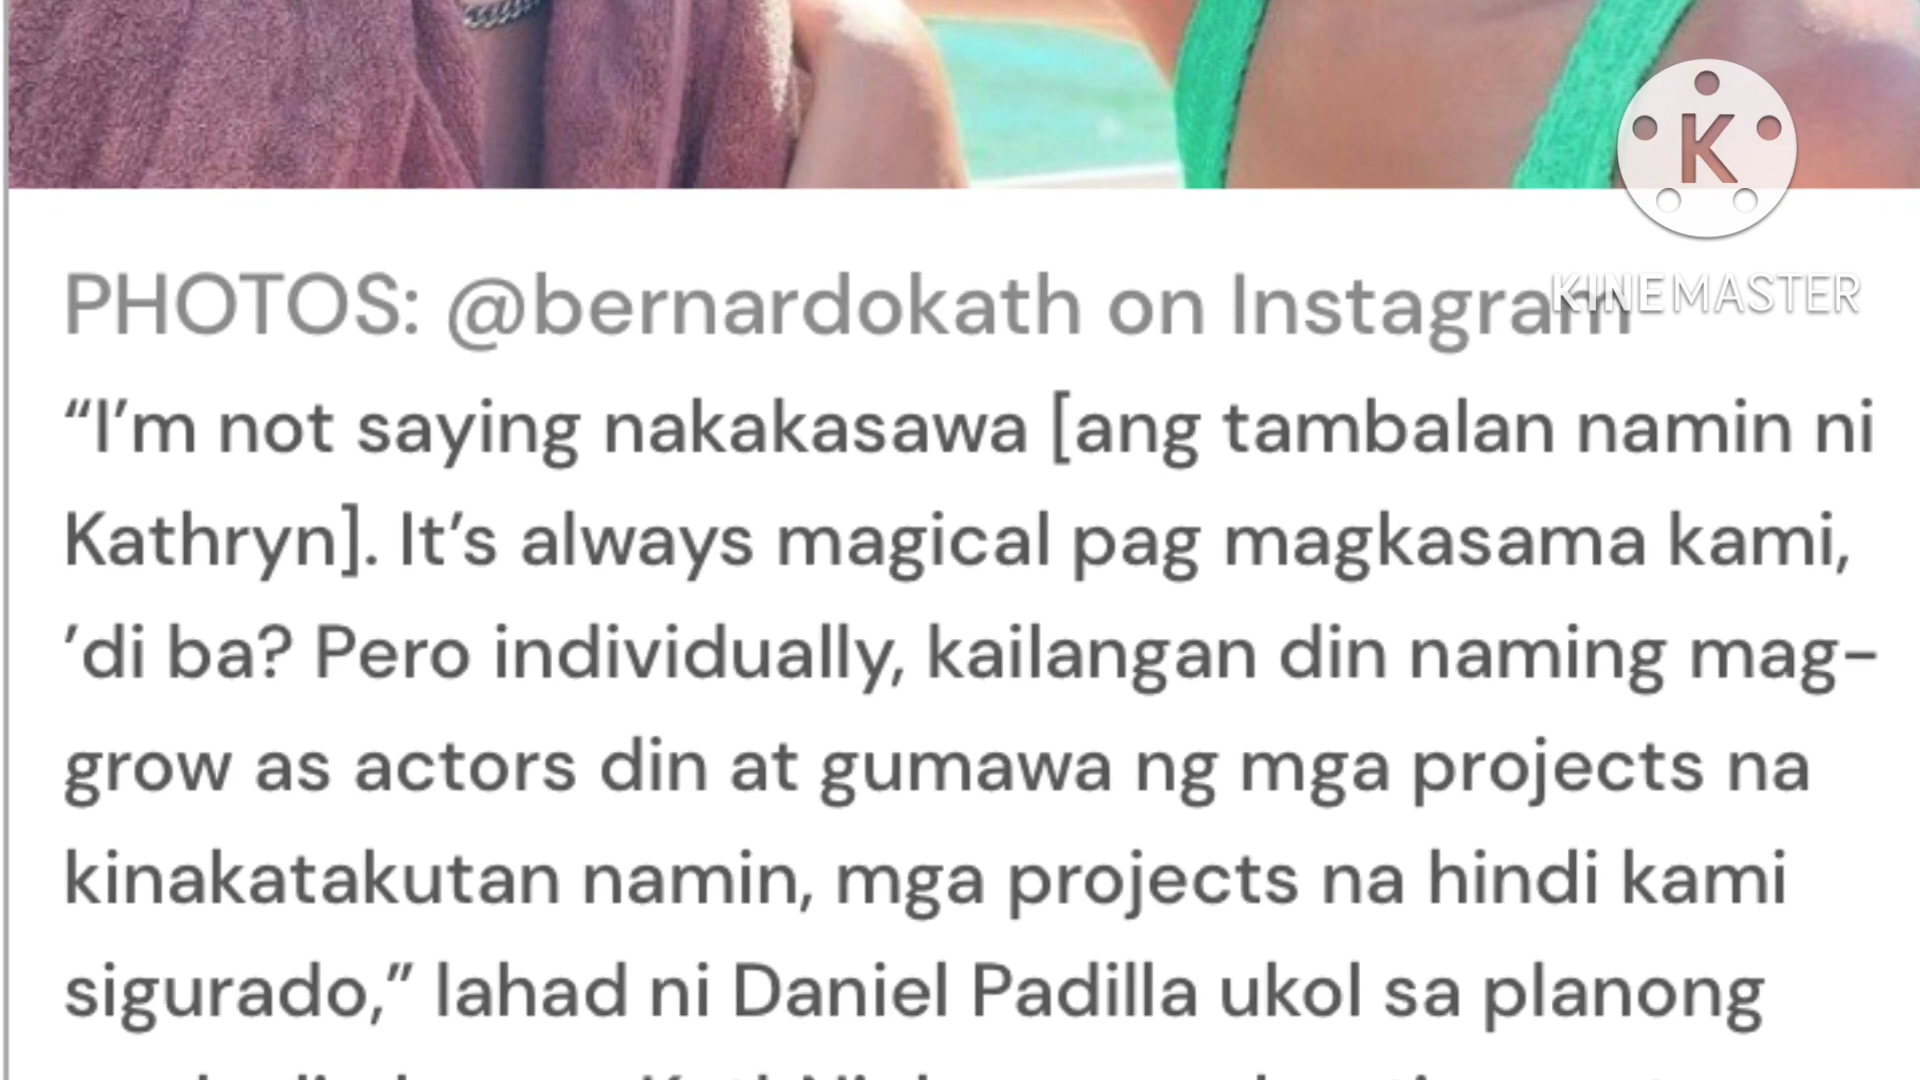 PHOTOS: @bernardokath on Instagram
K
KINEMASTER
“I’m not saying nakakasawa [ang tambalan namin ni
Kathryn]. It’s always magical pag magkasama kami,
’di ba? Pero individually, kailangan din naming mag-
grow as actors din at gumawa ng mga projects na
kinakatakutan namin, mga projects na hindi kami
sigurado,” lahad ni Daniel Padilla ukol sa planong